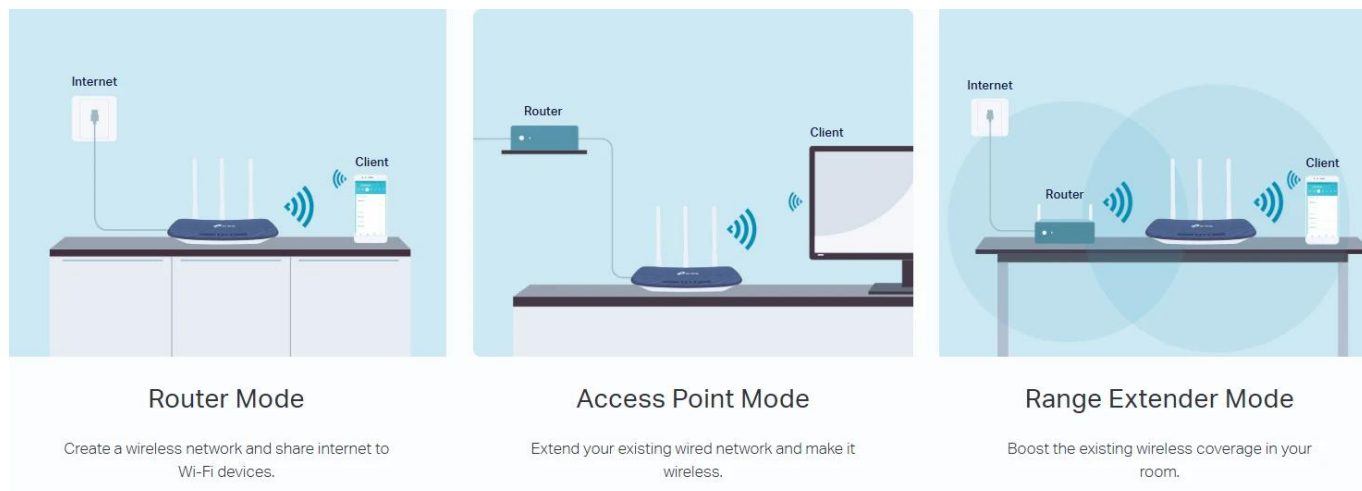 Internet
Client
Router Mode
Create a wireless network and share internet to
Wi-Fi devices.
Router
Client
Access Point Mode
Extend your existing wired network and make it
wireless.
Internet
Router
Client
Range Extender Mode
Boost the existing wireless coverage in your
room.